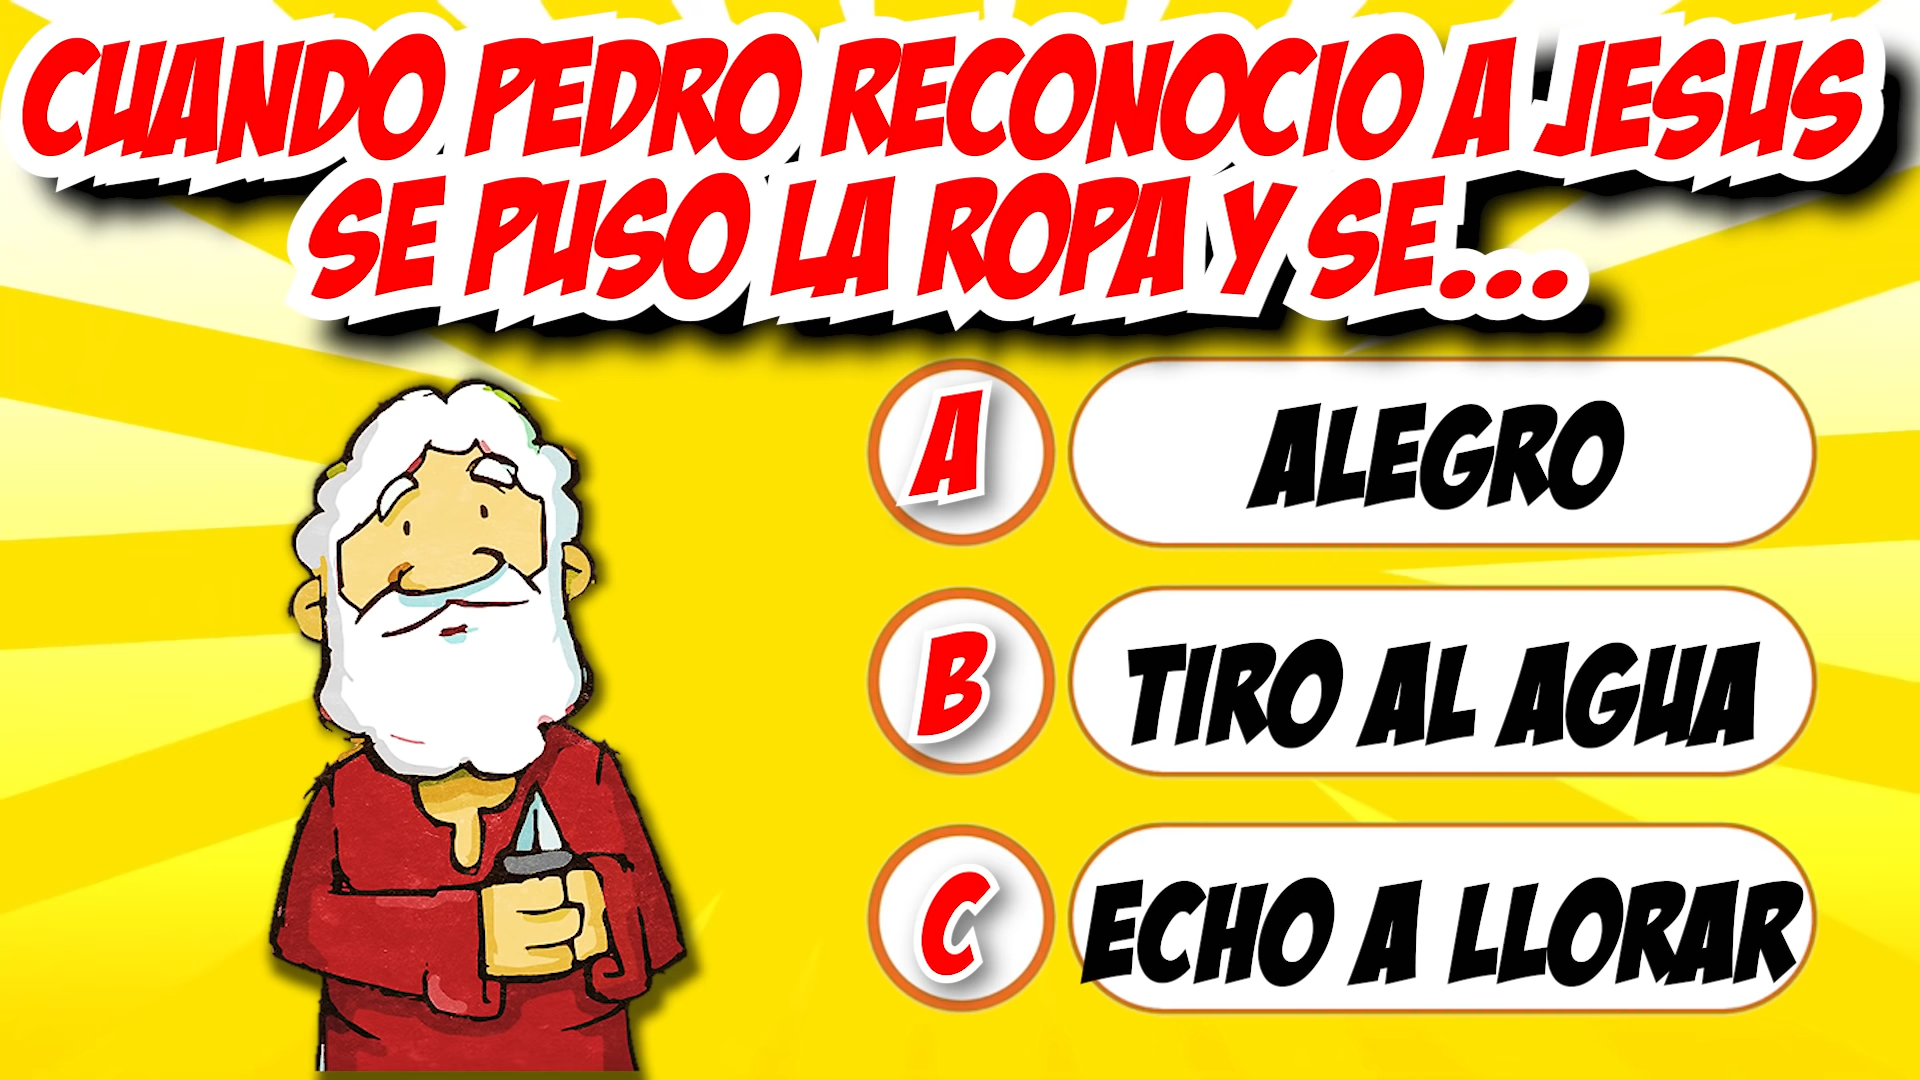 CUANDO PEDRO RECONOCIO A JESUS
SE PUSO LA ROPA Y SE...
A ALEGRO
B TIRO AL AGUA
C ECHO A LLORAR